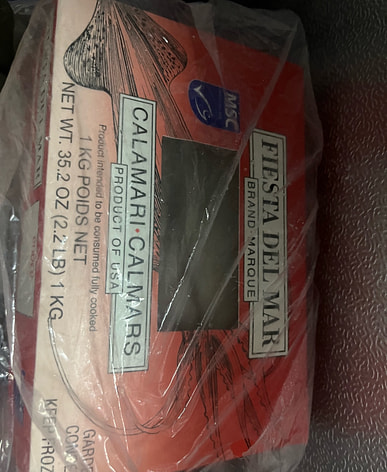 MSC
FIESTA DEL MAR
BRAND • MARQUE
CALAMARI • CALMARS
PRODUCT OF USA
Product intended to be consumed fully cooked
1 KG POIDS NET
NET WT. 35.2 OZ (2.2 LB) 1 KG